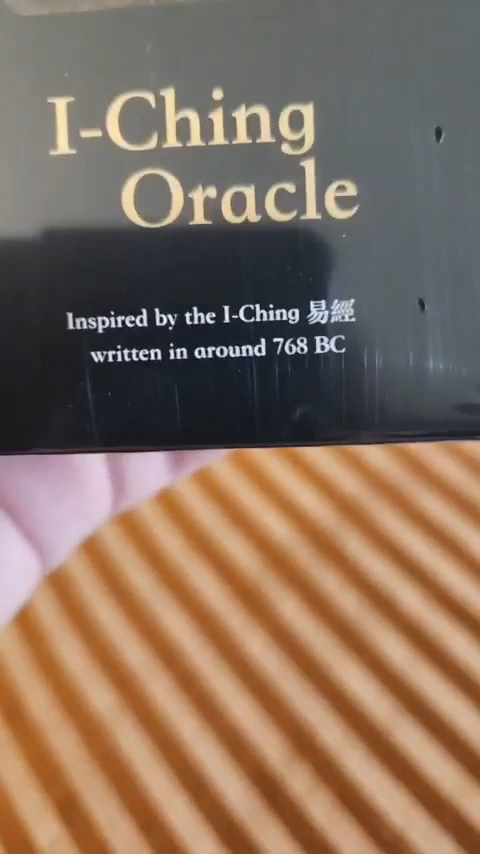 I-Ching
Oracle
Inspired by the I-Ching 易經
written in around 768 BC